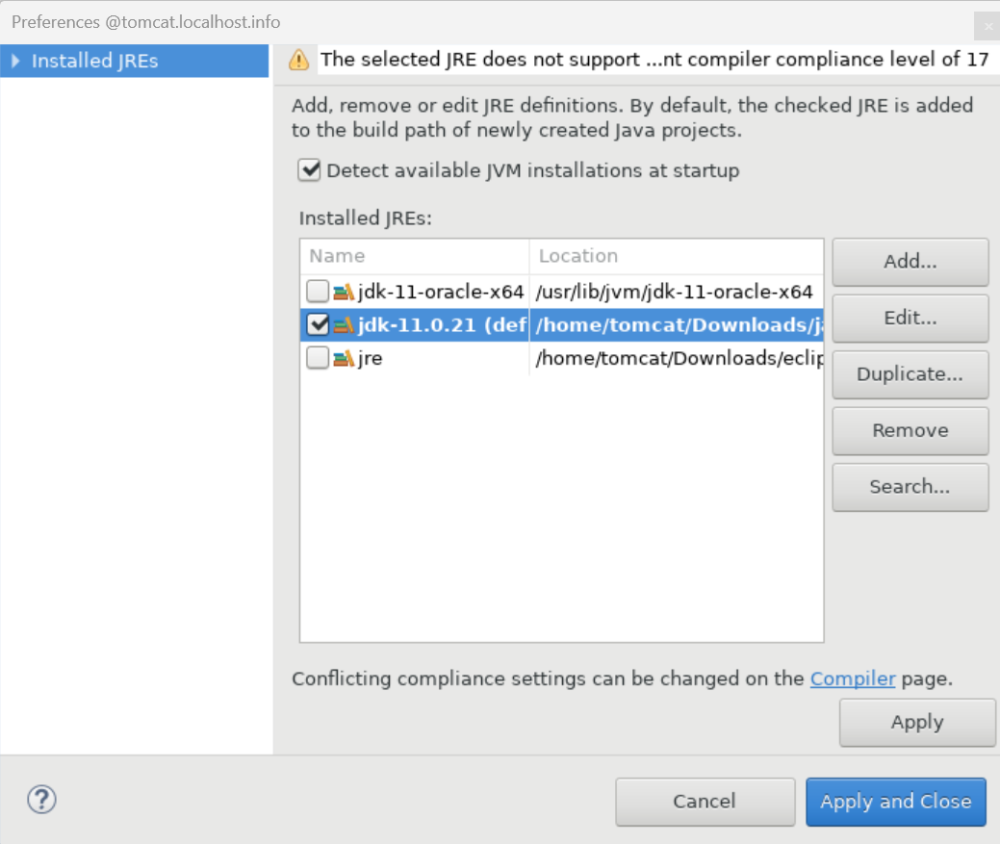 Preferences @tomcat.localhost.info
Installed JREs
The selected JRE does not support ...nt compiler compliance level of 17
Add, remove or edit JRE definitions. By default, the checked JRE is added
to the build path of newly created Java projects.
Detect available JVM installations at startup
Installed JREs:
Name Location
jdk-11-oracle-x64 /usr/lib/jvm/jdk-11-oracle-x64
jdk-11.0.21 (def /home/tomcat/Downloads/ja
jre /home/tomcat/Downloads/eclip
Add...
Edit...
Duplicate...
Remove
Search...
Conflicting compliance settings can be changed on the Compiler page.
Apply
?
Cancel
Apply and Close